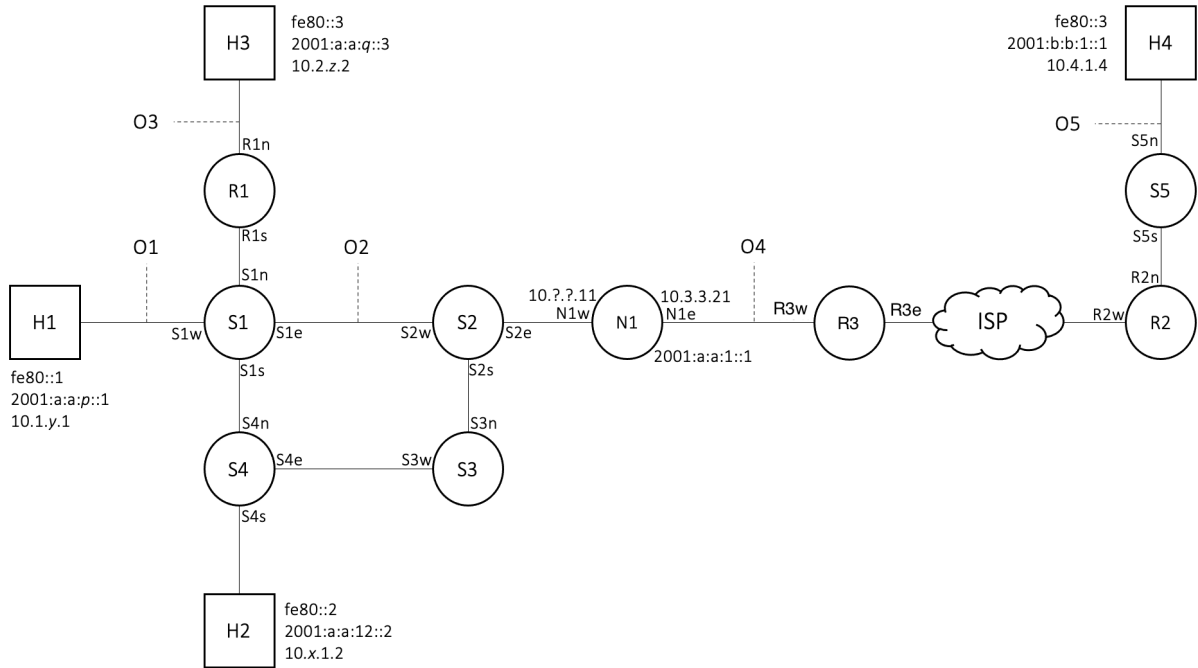 H3
fe80::3
2001:a:a:q::3
10.2.z.2
fe80::3
2001:b:b:1::1
10.4.1.4
H4
O3
R1n
R1
R1s
O5
S5n
S5
S5s
O1
S1n
O2
O4
R2n
H1
S1w
S1
S1e
S2w
S2
S2e
10.?.?.11
N1w
N1
10.3.3.21
N1e
2001:a:a:1::1
R3w
R3
R3e
ISP
R2w
R2
fe80::1
2001:a:a:p::1
10.1.y.1
S1s
S2s
S4n
S4
S4e
S4s
S3n
S3w
S3
H2
fe80::2
2001:a:a:12::2
10.x.1.2